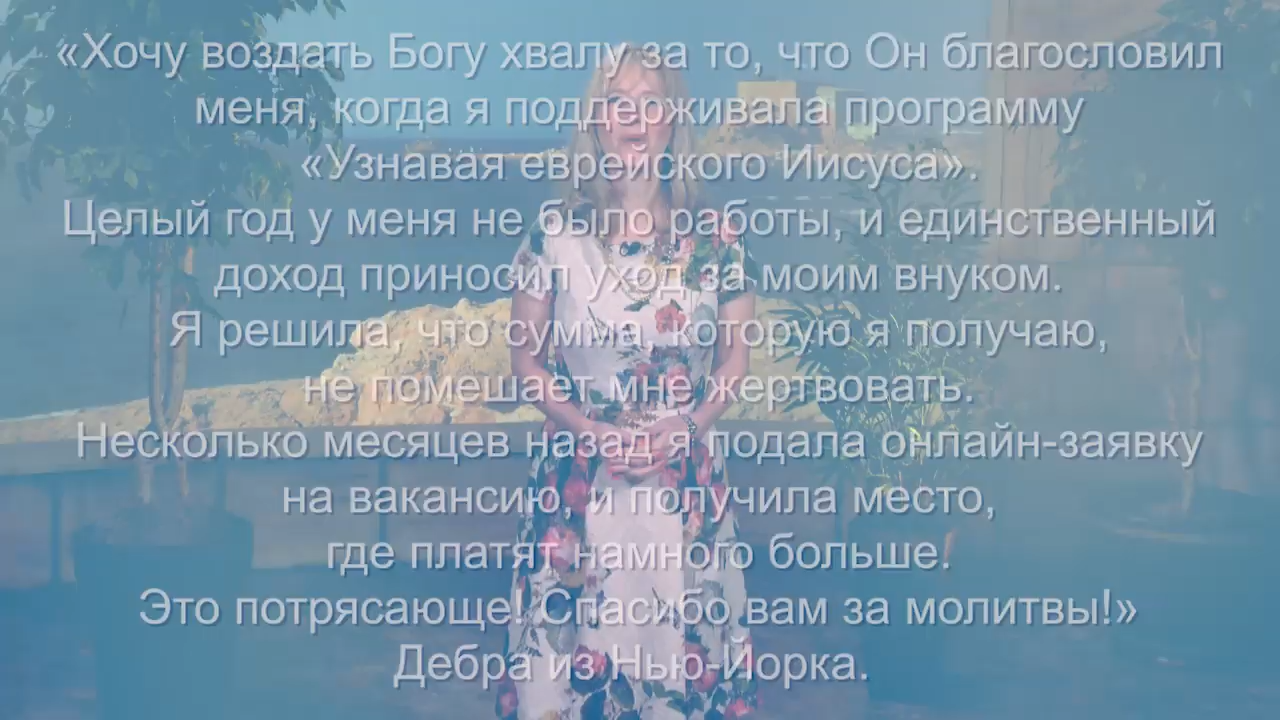 «Хочу воздать Богу хвалу за то, что Он благословил
меня, когда я поддерживала программу
«Узнавая еврейского Иисуса».
Целый год у меня не было работы, и единственный
доход приносил уход за моим внуком.
Я решила, что сумма, которую я получаю,
не помешает мне жертвовать.
Несколько месяцев назад я подала онлайн-заявку
на вакансию, и получила место,
где платят намного больше.
Это потрясающе! Спасибо вам за молитвы!»
Дебра из Нью-Йорка.